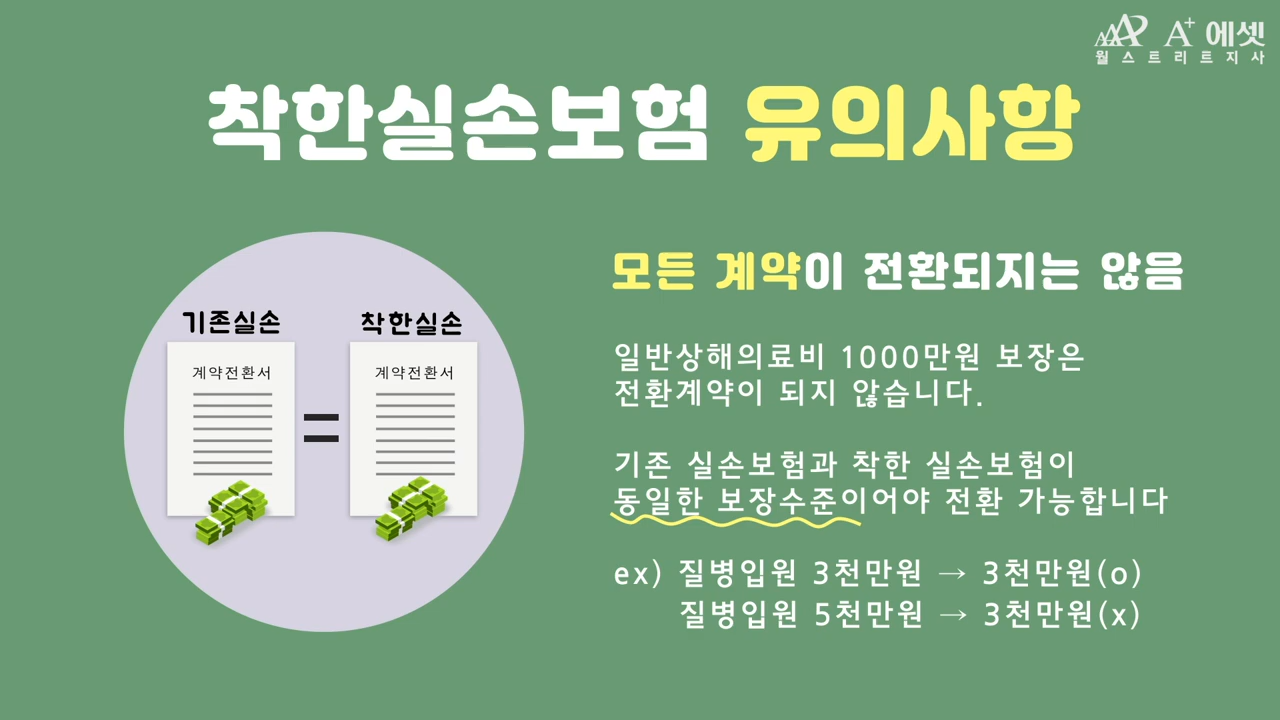 A+ 에셋
월스트리트지사
착한실손보험 유의사항
기존실손
계약전환서
=
착한실손
계약전환서
모든 계약이 전환되지는 않음
일반상해의료비 1000만원 보장은
전환계약이 되지 않습니다.
기존 실손보험과 착한 실손보험이
동일한 보장수준이어야 전환 가능합니다
ex) 질병입원 3천만원 → 3천만원(o)
질병입원 5천만원 → 3천만원(x)